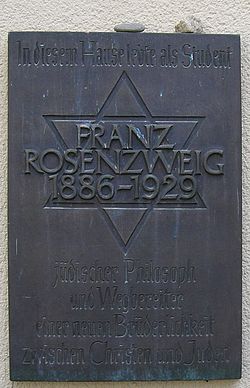 In diesem Hause lebte als Student
FRANZ
ROSENZWEIG
1886-1929
jüdischer Philosoph
und Wegbereiter
einer neuen Brüderlichkeit
zwischen Christen und Juden